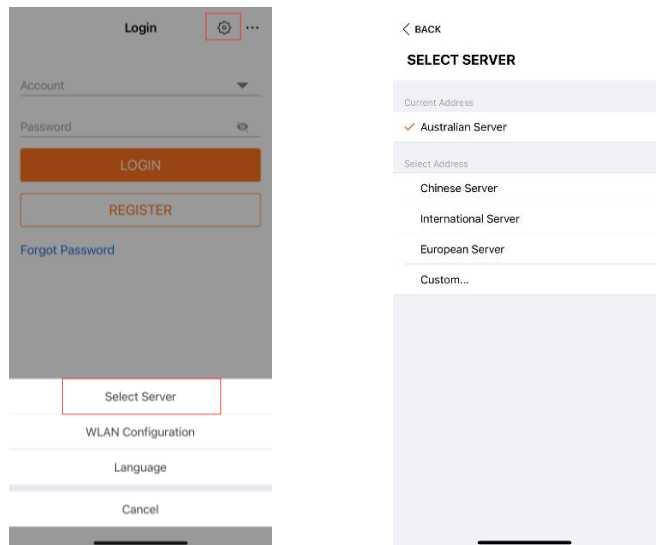 Login
Account
Password
LOGIN
REGISTER
Forgot Password
Select Server
WLAN Configuration
Language
Cancel
BACK
SELECT SERVER
Current Address
Australian Server
Select Address
Chinese Server
International Server
European Server
Custom...